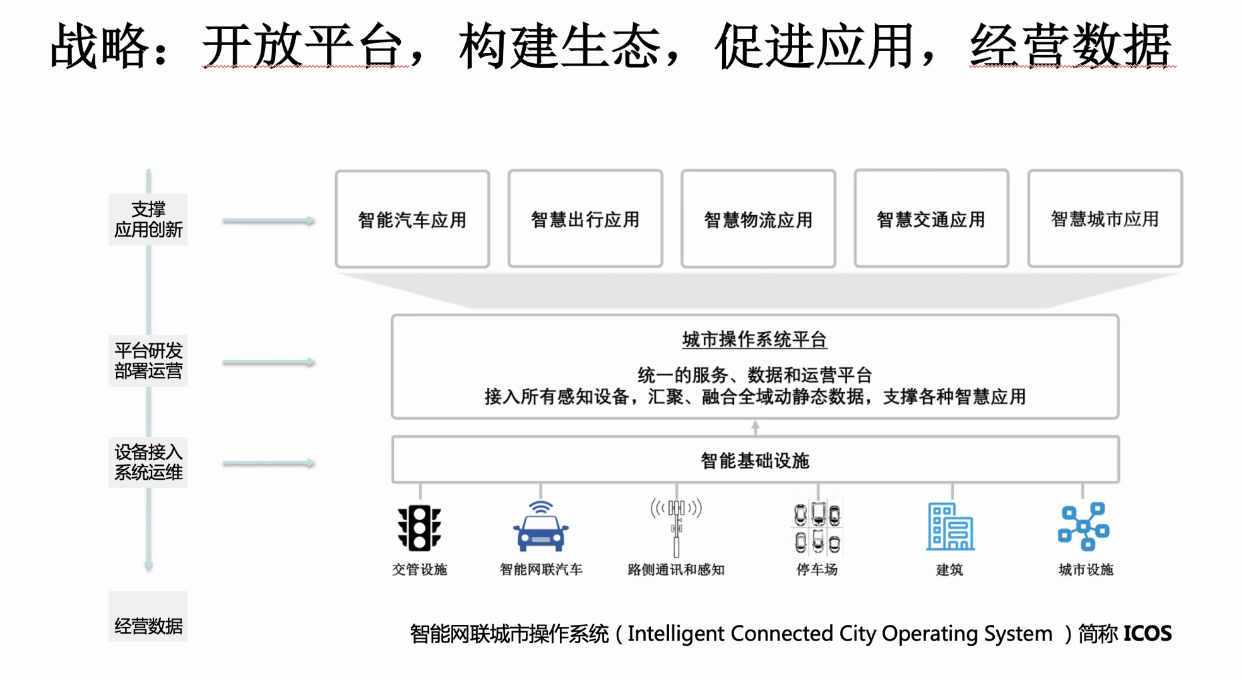 战略：开放平台，构建生态，促进应用，经营数据
支撑
应用创新
智能汽车应用
智慧出行应用
智慧物流应用
智慧交通应用
智慧城市应用
平台研发
部署运营
城市操作系统平台
统一的服务、数据和运营平台
接入所有感知设备，汇聚、融合全域动静态数据，支撑各种智慧应用
设备接入
系统运维
智能基础设施
交管设施
智能网联汽车
路侧通讯和感知
停车场
建筑
城市设施
经营数据
智能网联城市操作系统（Intelligent Connected City Operating System ）简称 ICOS